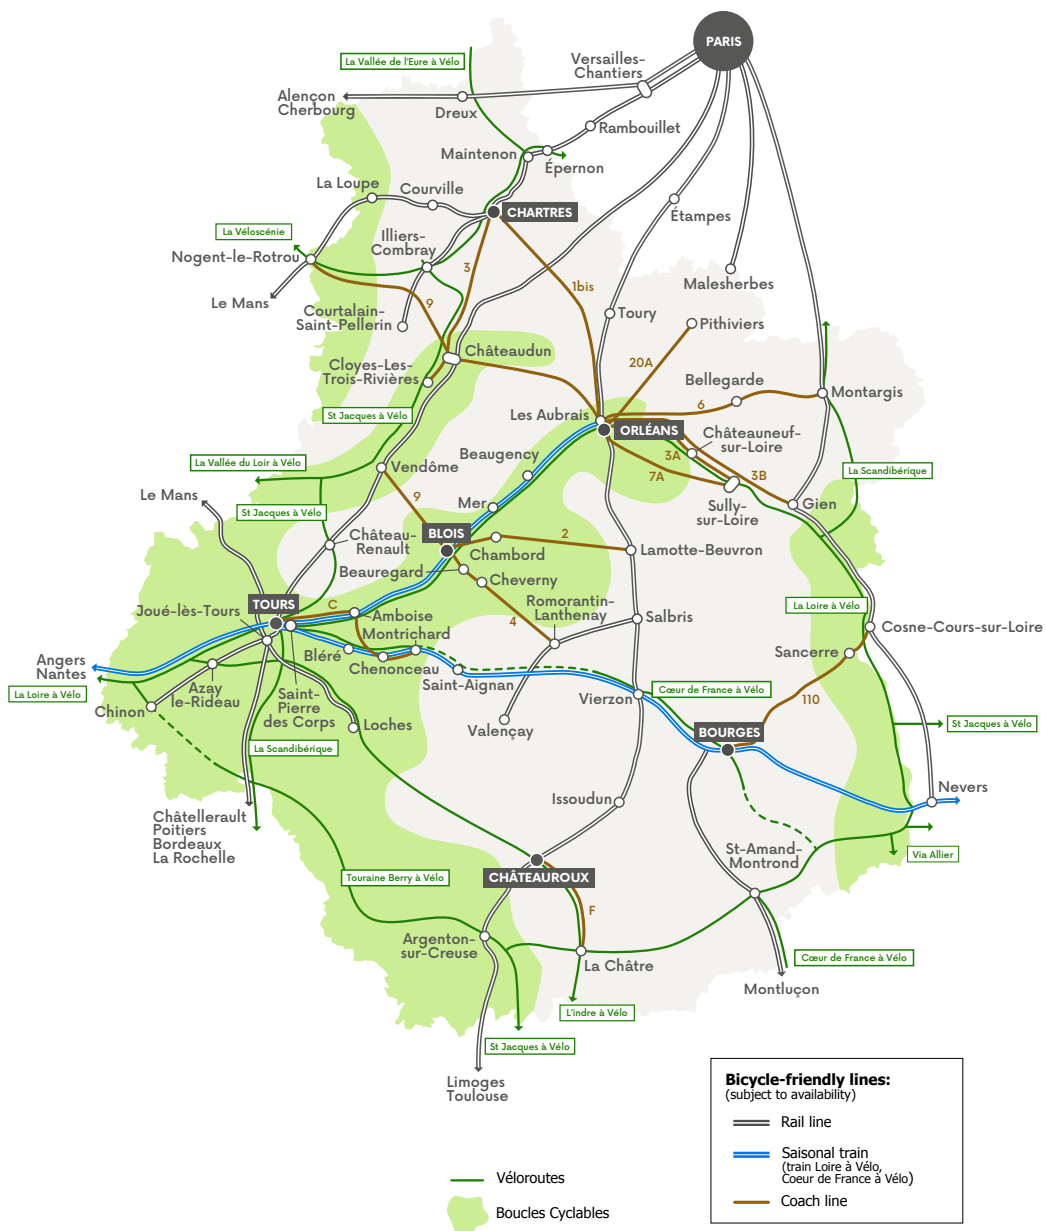 PARIS
Versailles-
Chantiers
La Vallée de l'Eure à Vélo
Alençon
Cherbourg
Dreux
Rambouillet
Maintenon
Épernon
La Loupe
Courville
CHARTRES
Étampes
La Véloscénie
Illiers-
Combray
Nogent-le-Rotrou
3
1bis
Malesherbes
Le Mans
9
Courtalain-
Saint-Pellerin
Toury
Pithiviers
Châteaudun
20A
Cloyes-Les-
Trois-Rivières
Bellegarde
Montargis
6
St Jacques à Vélo
Les Aubrais
ORLÉANS
Châteauneuf-
sur-Loire
3A
La Vallée du Loir à Vélo
Vendôme
Beaugency
7A
3B
La Scandibérique
Le Mans
9
Mer
Sully-
sur-Loire
Gien
St Jacques à Vélo
Château-
Renault
BLOIS
Chambord
2
Lamotte-Beuvron
Beauregard
Cheverny
TOURS
C
Romorantin-
Lanthenay
La Loire à Vélo
Joué-lès-Tours
Amboise
4
Salbris
Cosne-Cours-sur-Loire
Montrichard
Sancerre
Angers
Nantes
Bléré
Chenonceau
Saint-Aignan
La Loire à Vélo
Azay
le-Rideau
Saint-
Pierre
des Corps
Vierzon
Cœur de France à Vélo
110
Chinon
Loches
Valençay
BOURGES
St Jacques à Vélo
La Scandibérique
Nevers
Issoudun
Châtellerault
Poitiers
Bordeaux
La Rochelle
St-Amand-
Montrond
Via Allier
Touraine Berry à Vélo
CHÂTEAUROUX
F
Argenton-
sur-Creuse
La Châtre
Cœur de France à Vélo
Montluçon
L'indre à Vélo
St Jacques à Vélo
Limoges
Toulouse
Bicycle-friendly lines:
(subject to availability)
Rail line
Saisonal train
(train Loire à Vélo,
Coeur de France à Vélo)
Coach line
Véloroutes
Boucles Cyclables